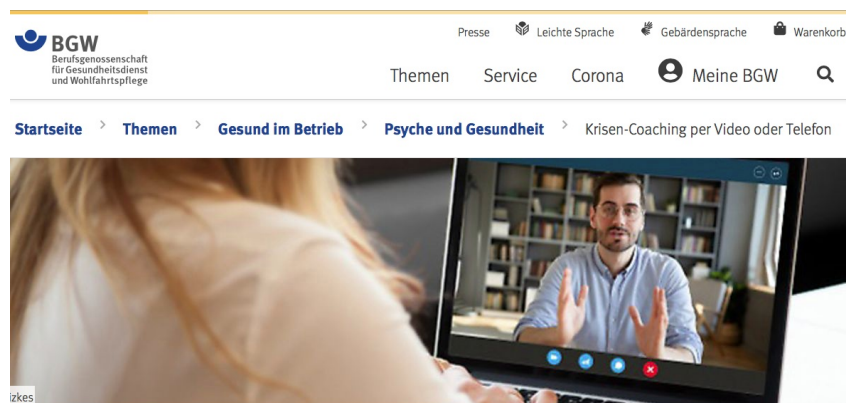 Presse Leichte Sprache Gebärdensprache Warenkorb
BGW
Berufsgenossenschaft
für Gesundheitsdienst
und Wohlfahrtspflege
Themen Service Corona Meine BGW
Startseite > Themen > Gesund im Betrieb > Psyche und Gesundheit > Krisen-Coaching per Video oder Telefon
izkes